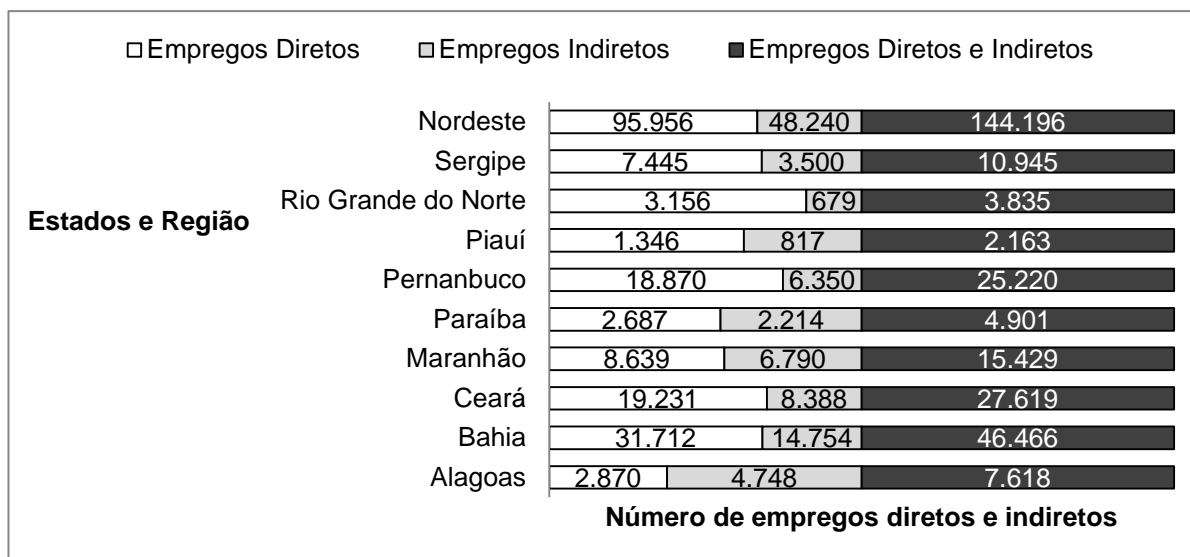 Empregos Diretos Empregos Indiretos Empregos Diretos e Indiretos
Nordeste 95.956 48.240 144.196
Sergipe 7.445 3.500 10.945
Rio Grande do Norte 3.156 679 3.835
Estados e Região
Piauí 1.346 817 2.163
Pernanbuco 18.870 6.350 25.220
Paraíba 2.687 2.214 4.901
Maranhão 8.639 6.790 15.429
Ceará 19.231 8.388 27.619
Bahia 31.712 14.754 46.466
Alagoas 2.870 4.748 7.618
Número de empregos diretos e indiretos